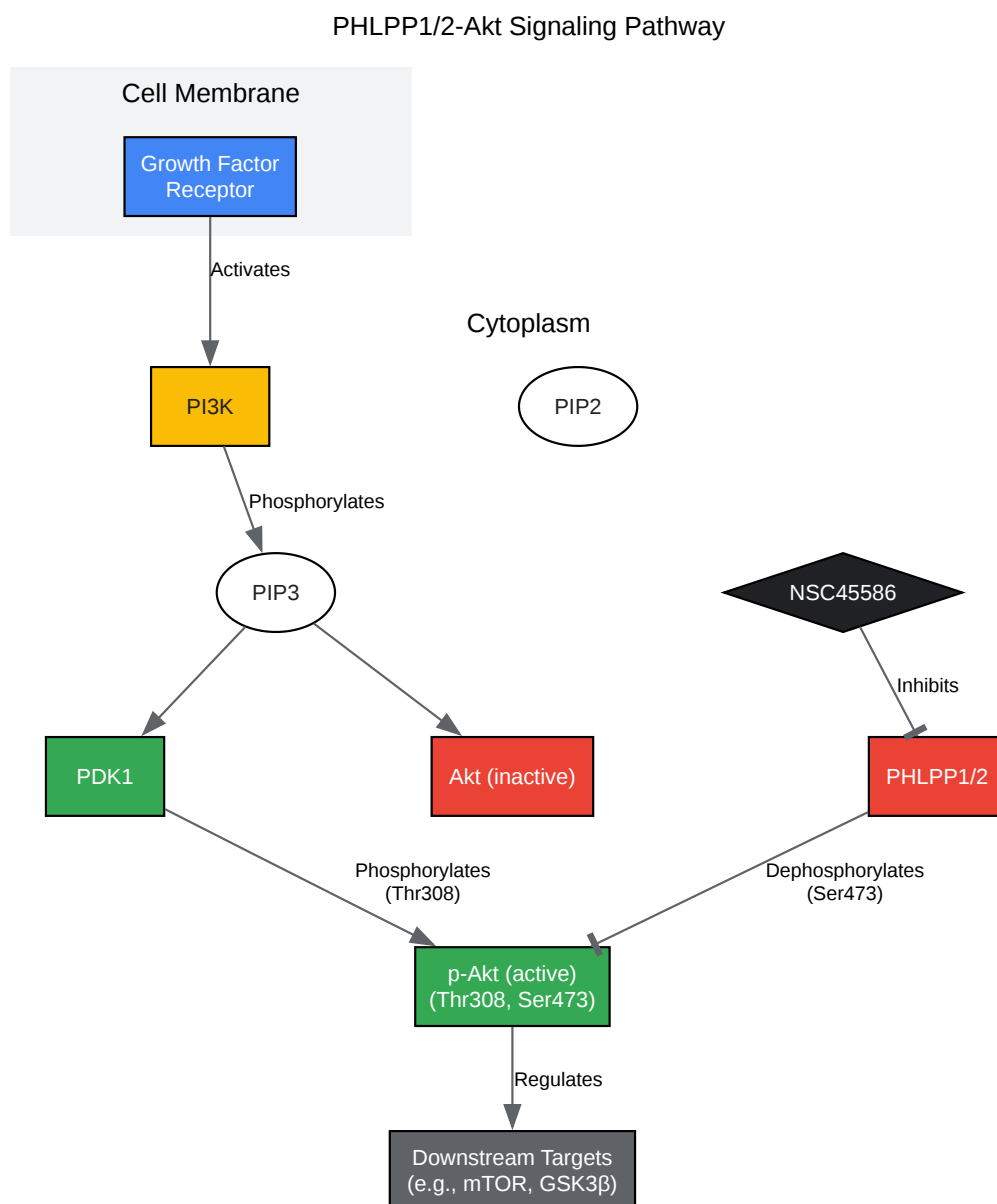 PHLPP1/2-Akt Signaling Pathway
Cell Membrane
Growth Factor
Receptor
Activates
Cytoplasm
PI3K
PIP2
Phosphorylates
PIP3
NSC45586
Inhibits
PDK1
Akt (inactive)
PHLPP1/2
Phosphorylates
(Thr308)
Dephosphorylates
(Ser473)
p-Akt (active)
(Thr308, Ser473)
Regulates
Downstream Targets
(e.g., mTOR, GSK3β)